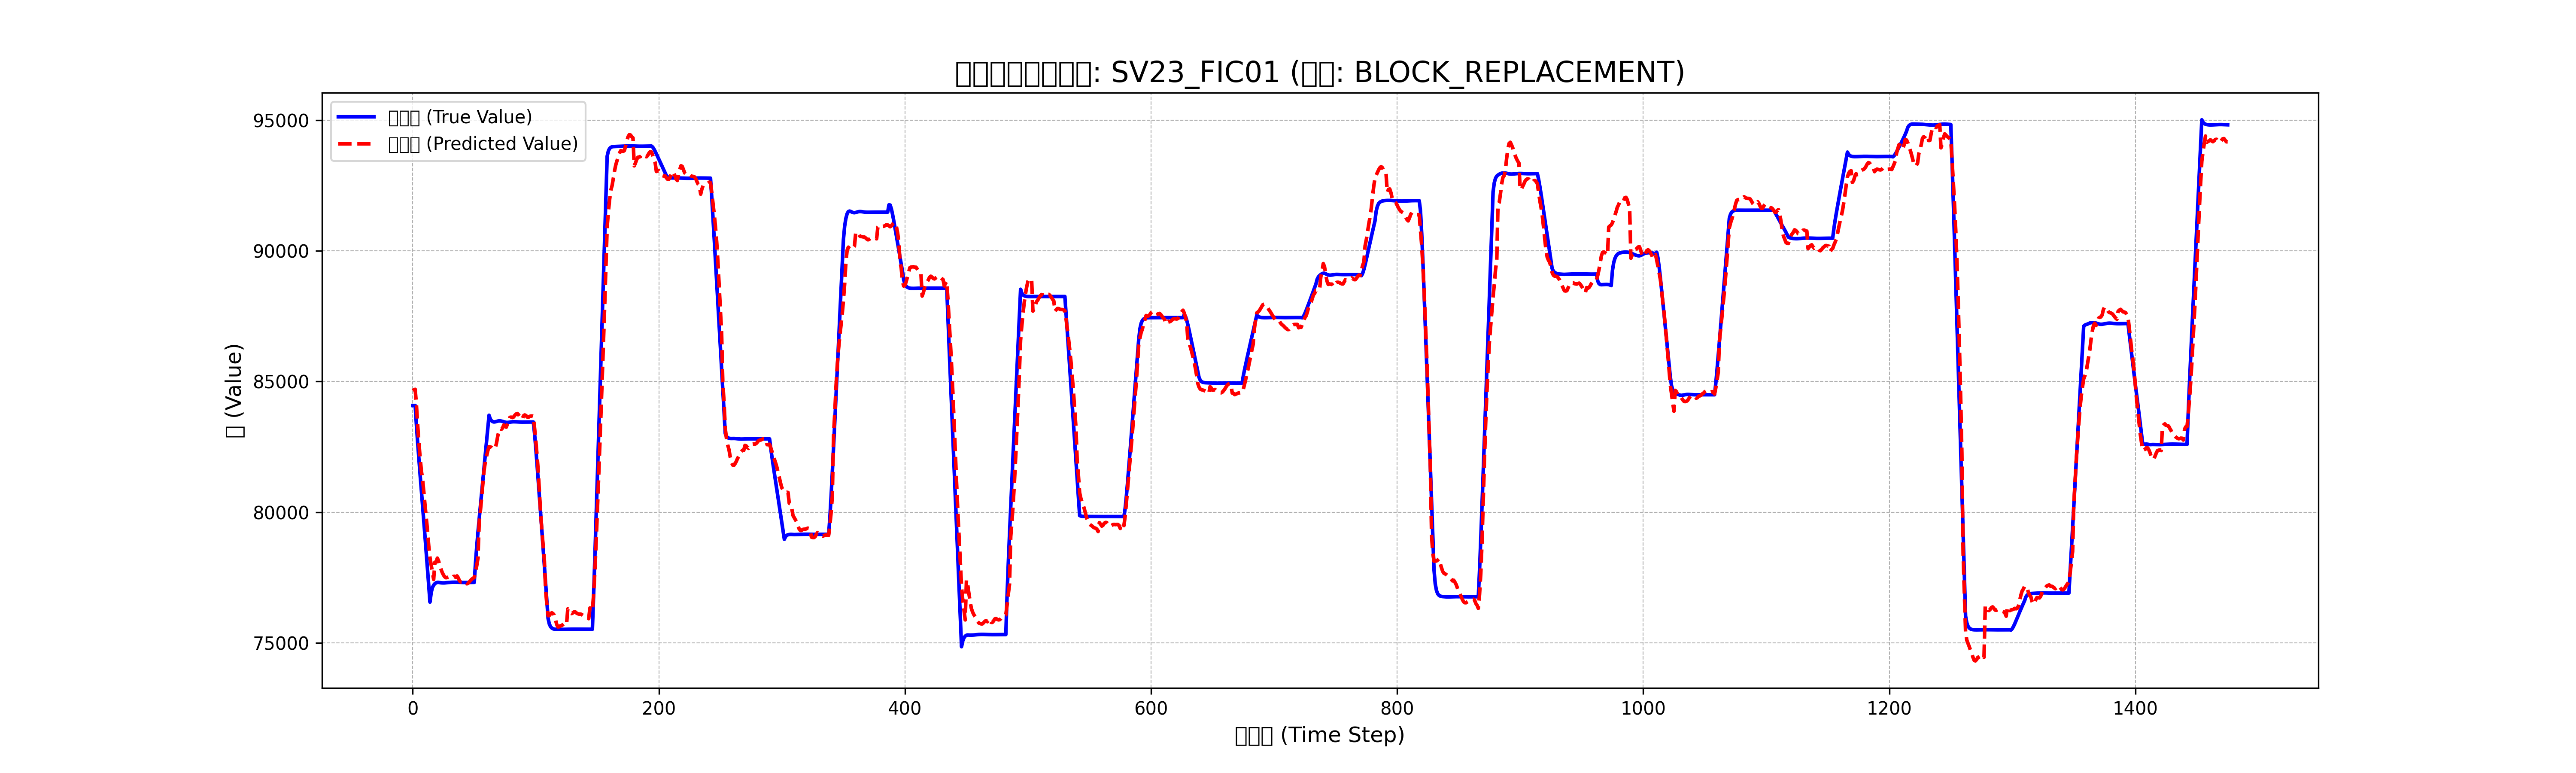 : SV23_FIC01 (: BLOCK_REPLACEMENT)
(True Value)
(Predicted Value)
95000
90000
85000
80000
75000
(Value)
0 200 400 600 800 1000 1200 1400
(Time Step)